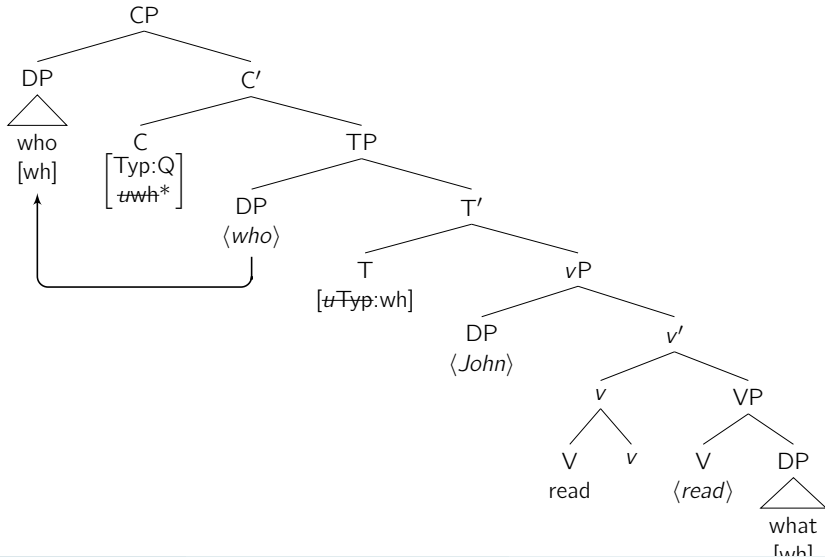 CP
DP C′
who
[wh]
C TP
[Typ:Q
uwh*]
DP T′
⟨who⟩
T vP
[uTyp:wh]
DP v′
⟨John⟩
v VP
V v V DP
read ⟨read⟩
what
[wh]